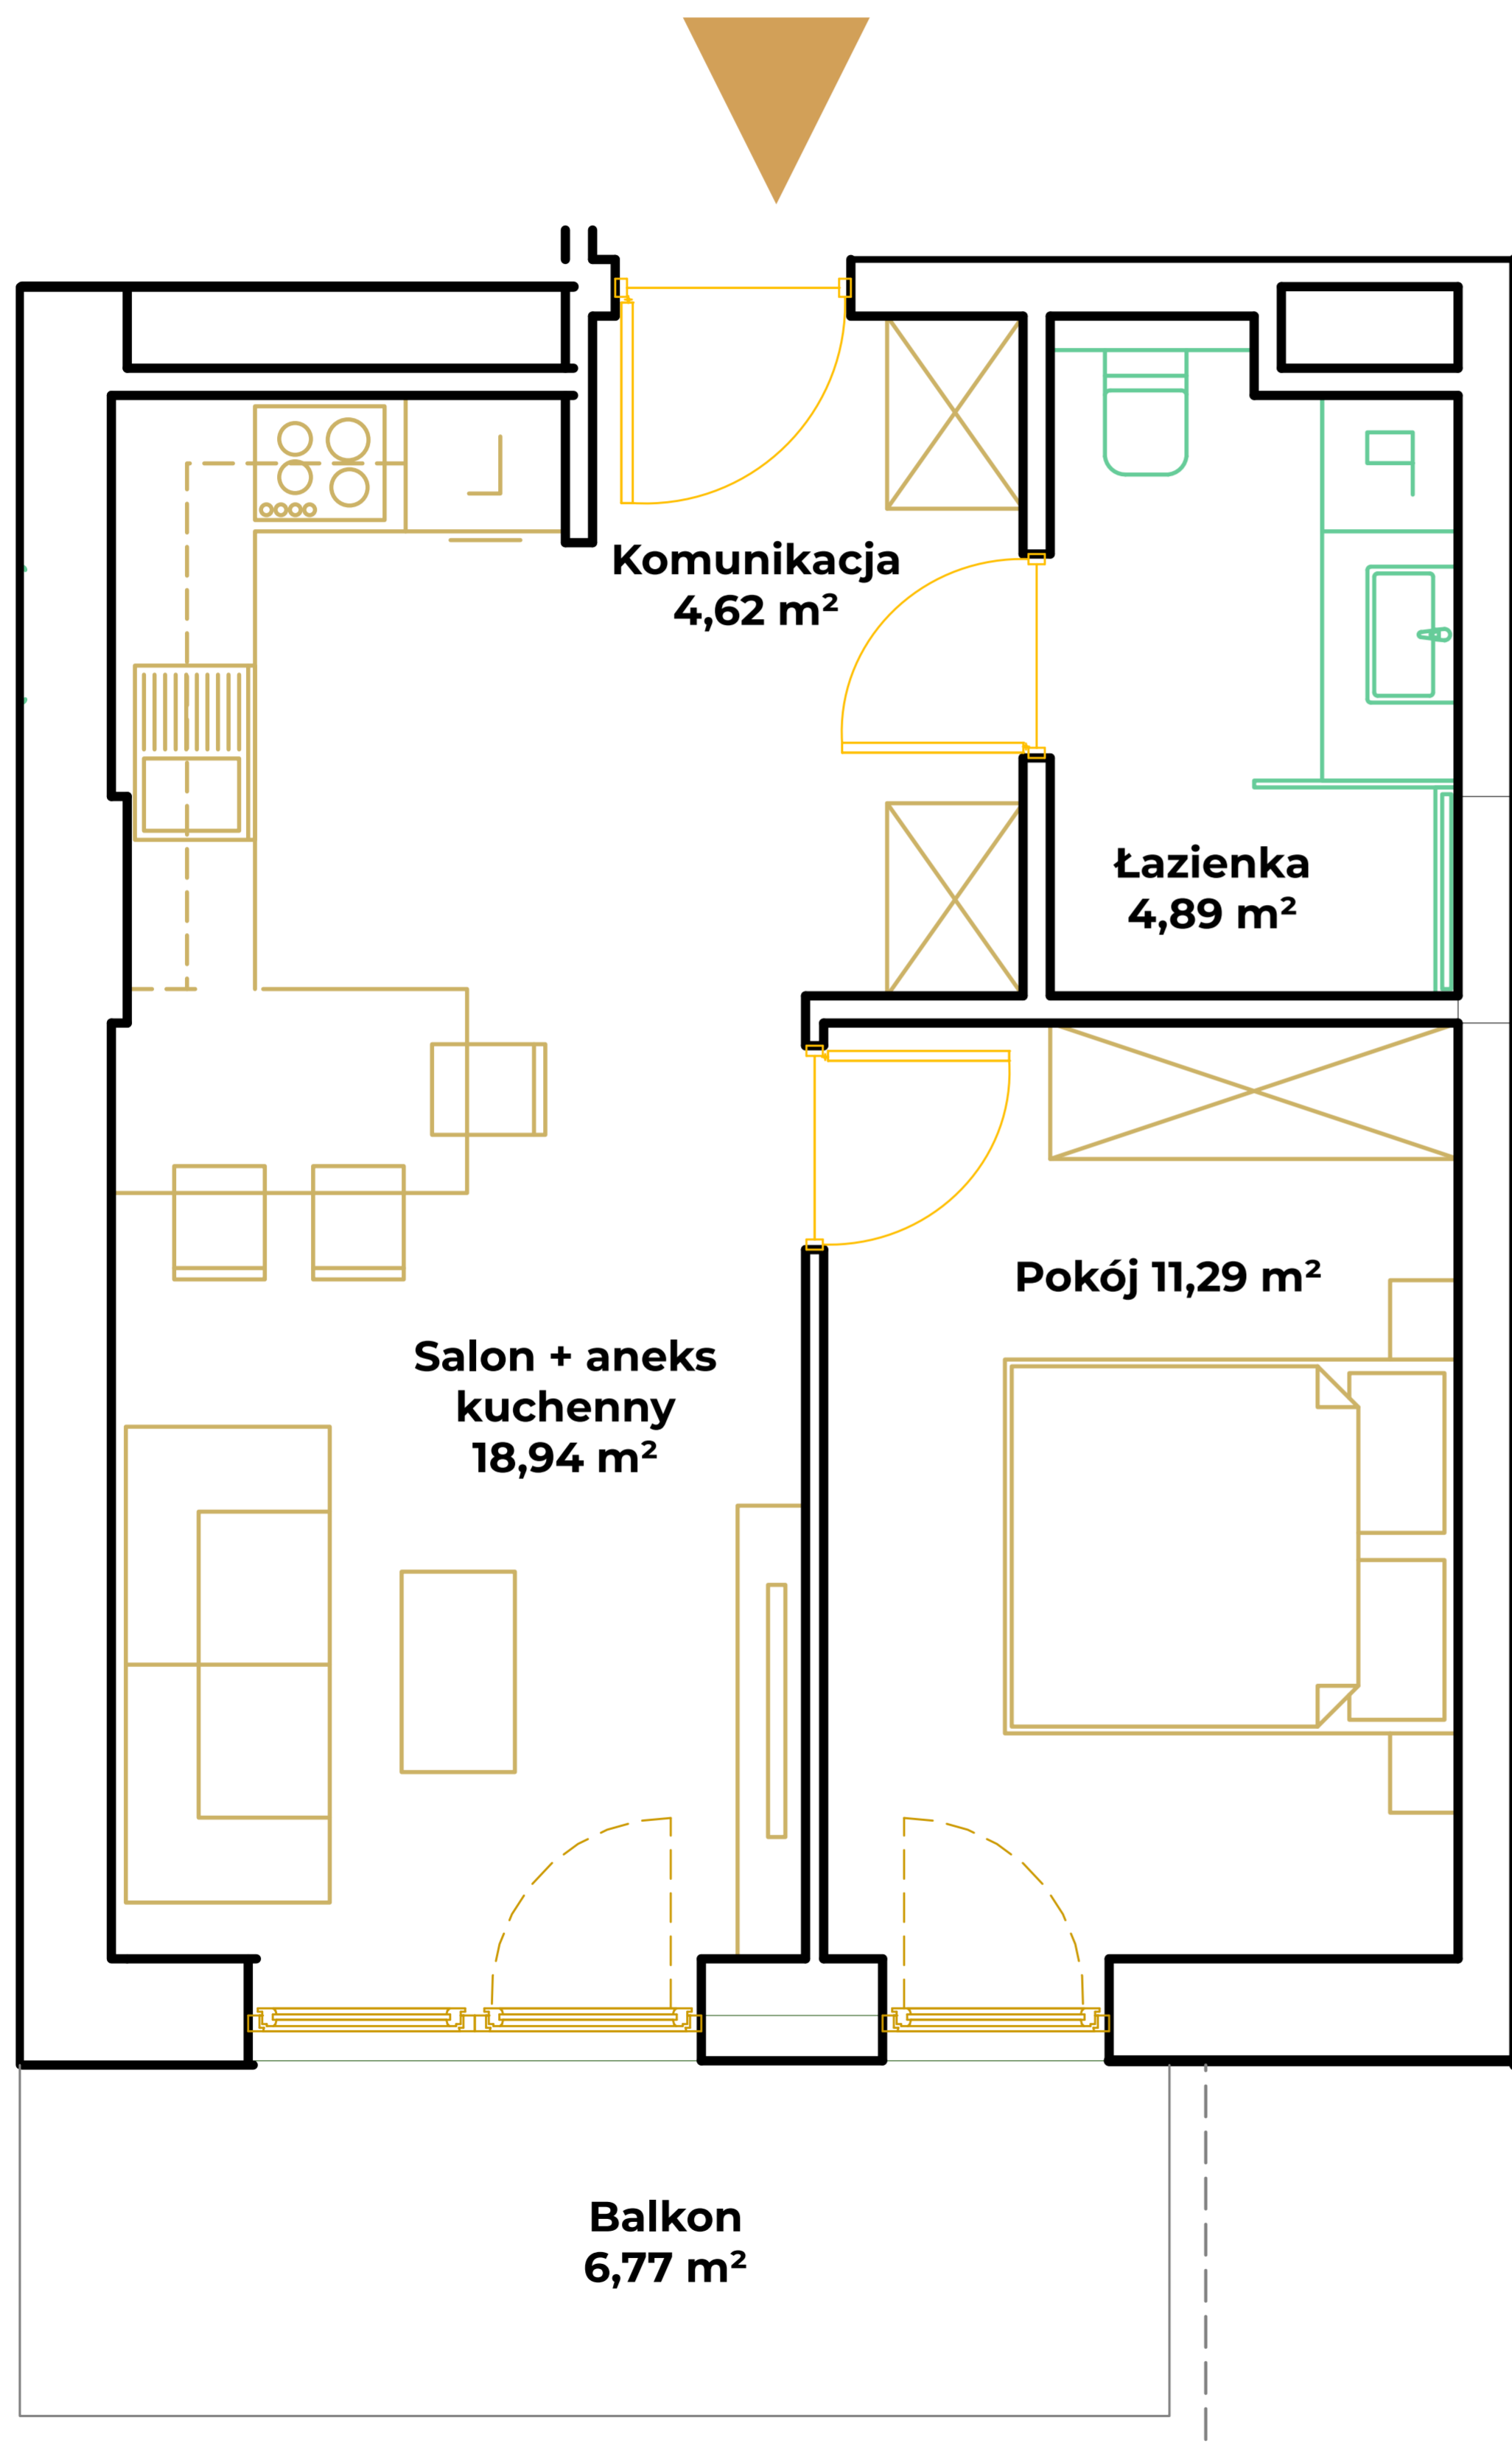 Komunikacja
4,62 m²
Łazienka
4,89 m²
Pokój 11,29 m²
Salon + aneks
kuchenny
18,94 m²
Balkon
6,77 m²